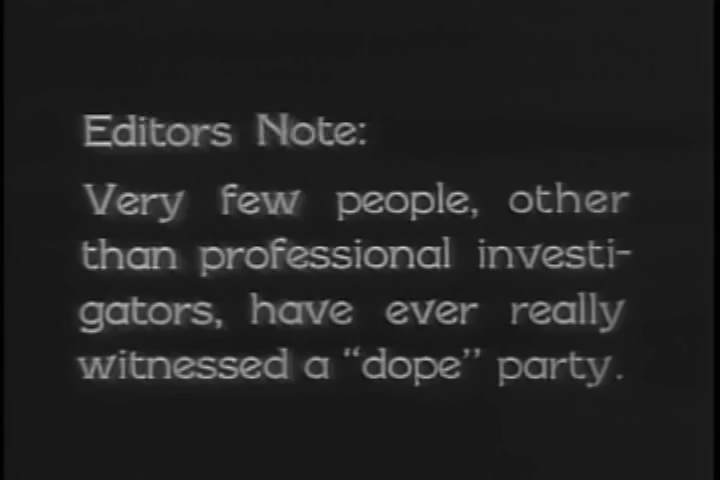 Editors Note:
Very few people, other
than professional investi-
gators, have ever really
witnessed a “dope” party.